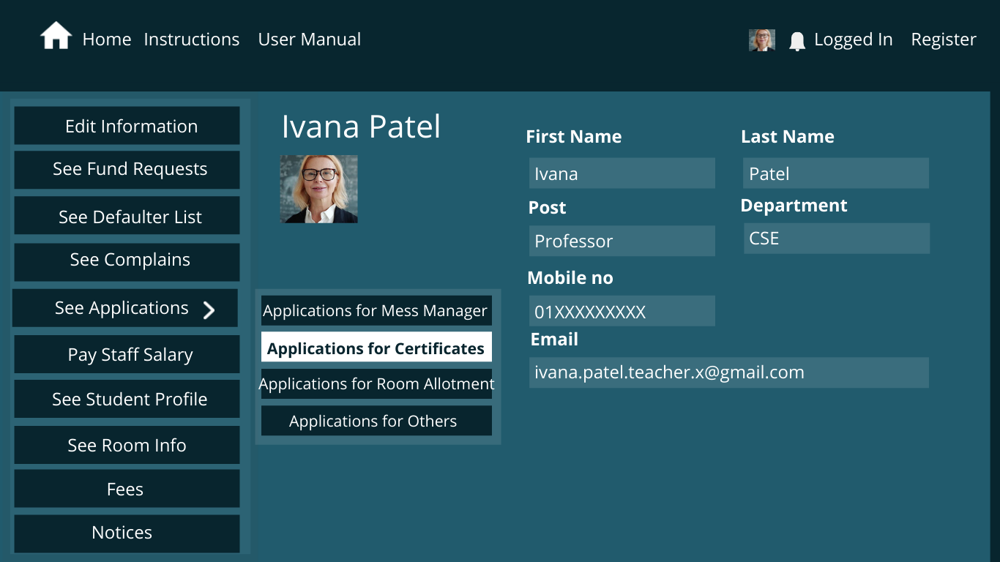 Home Instructions User Manual Logged In Register
Edit Information
See Fund Requests
See Defaulter List
See Complains
See Applications
Pay Staff Salary
See Student Profile
See Room Info
Fees
Notices
Ivana Patel
Applications for Mess Manager
Applications for Certificates
Applications for Room Allotment
Applications for Others
First Name
Ivana
Last Name
Patel
Post
Professor
Department
CSE
Mobile no
01XXXXXXXXX
Email
ivana.patel.teacher.x@gmail.com